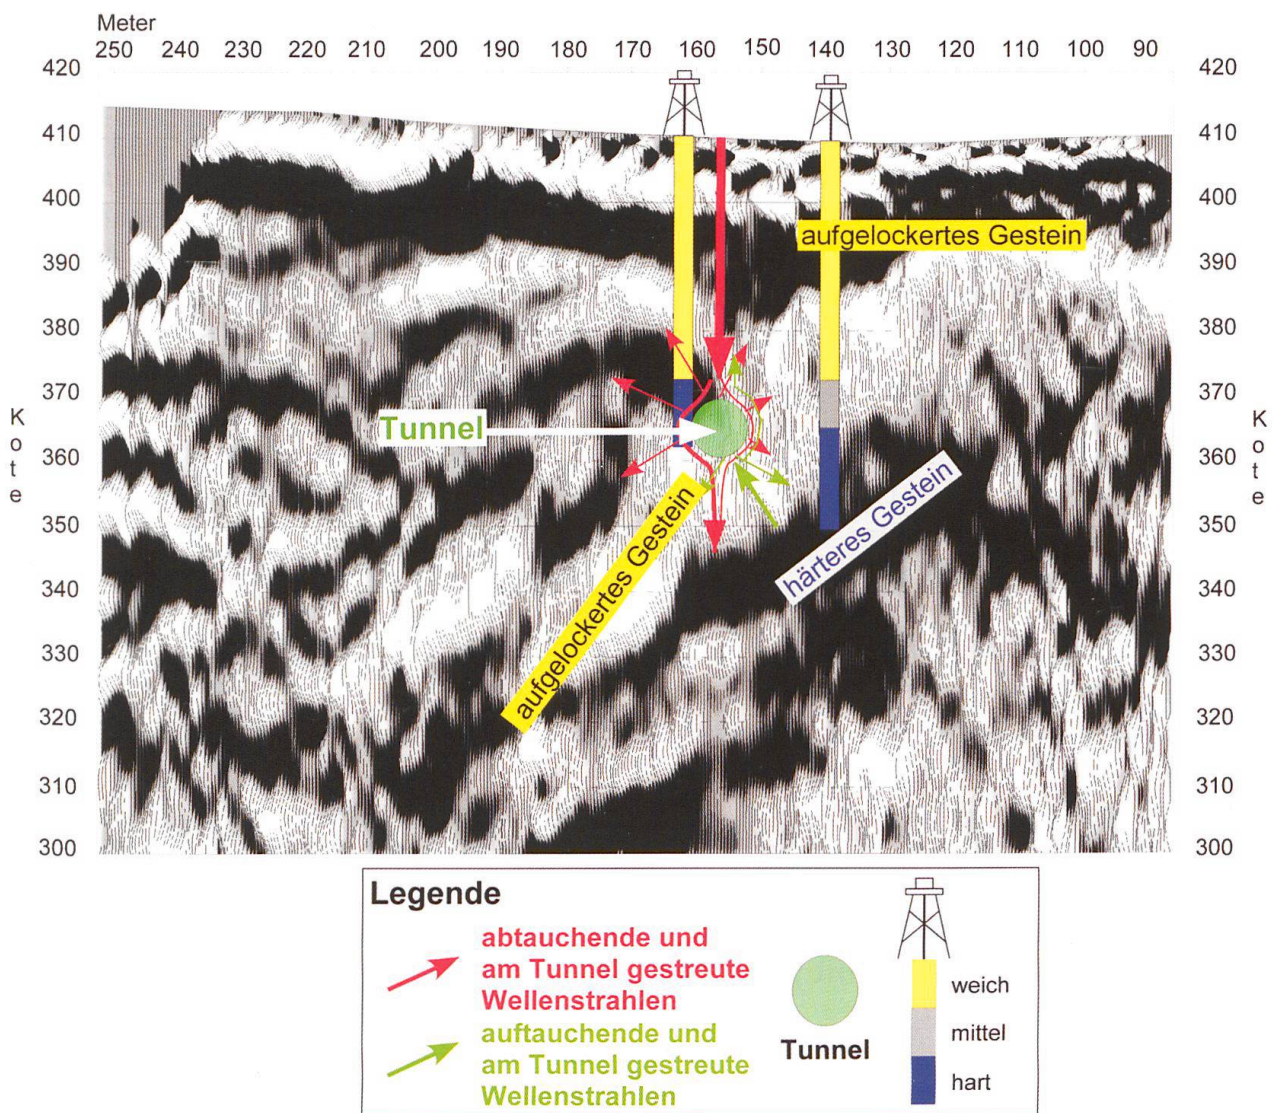 Meter
250 240 230 220 210 200 190 180 170 160 150 140 130 120 110 100 90
420 420
410 410
400 400
aufgelockertes Gestein
390 390
380 380
370 370
Kote Kote
Tunnel
360 360
350 350
aufgelockertes Gestein
härteres Gestein
340 340
330 330
320 320
310 310
300 300
Legende
abtauchende und
am Tunnel gestreute
Wellenstrahlen
auftauchende und
am Tunnel gestreute
Wellenstrahlen
Tunnel
weich
mittel
hart